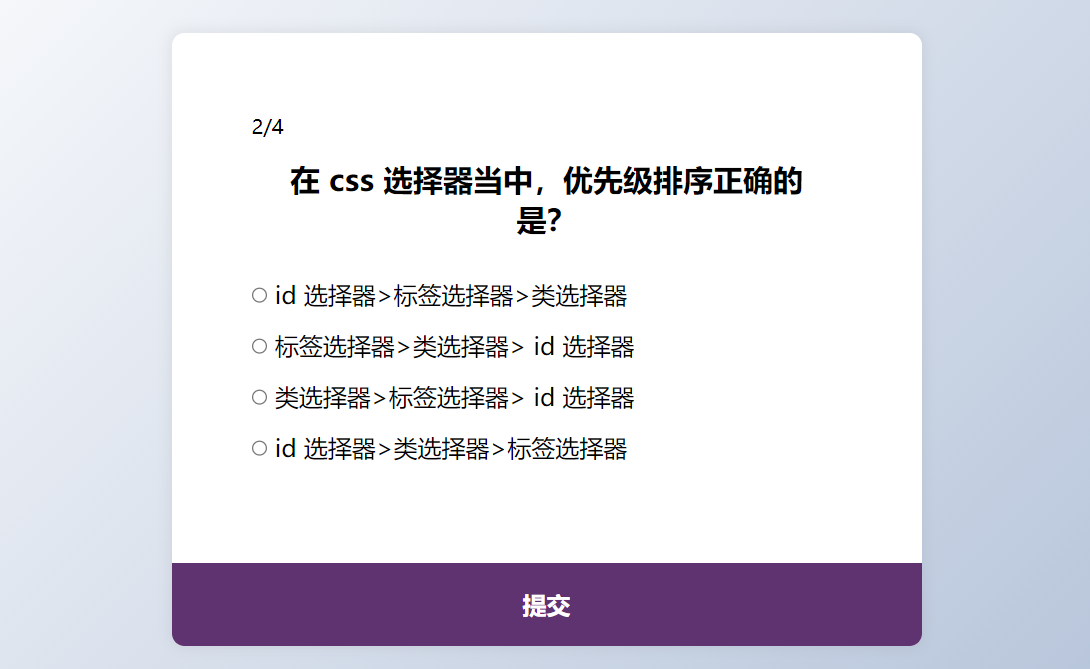 2/4
在 css 选择器当中，优先级排序正确的
是？
id 选择器>标签选择器>类选择器
标签选择器>类选择器> id 选择器
类选择器>标签选择器> id 选择器
id 选择器>类选择器>标签选择器
提交